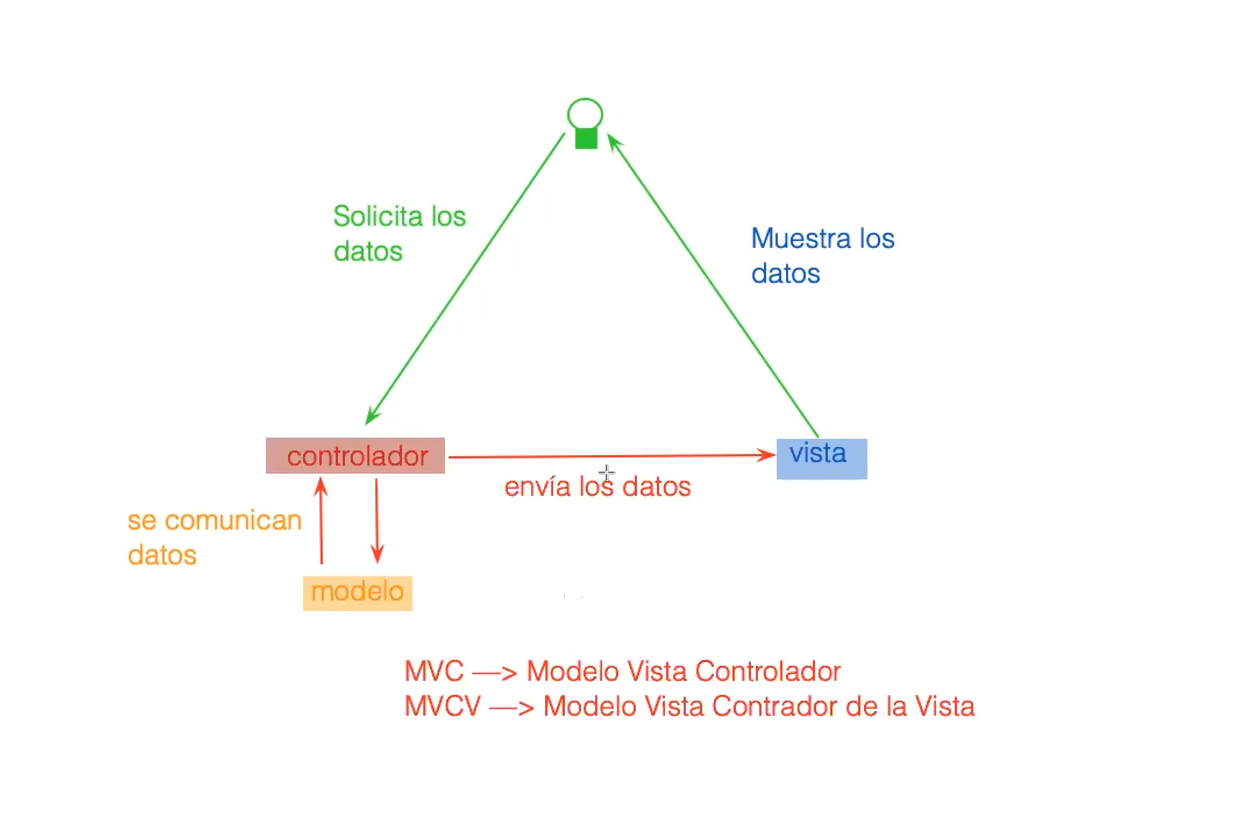 Solicita los
datos
Muestra los
datos
controlador
vista
envía los datos
se comunican
datos
modelo
MVC —> Modelo Vista Controlador
MVCV —> Modelo Vista Contrador de la Vista